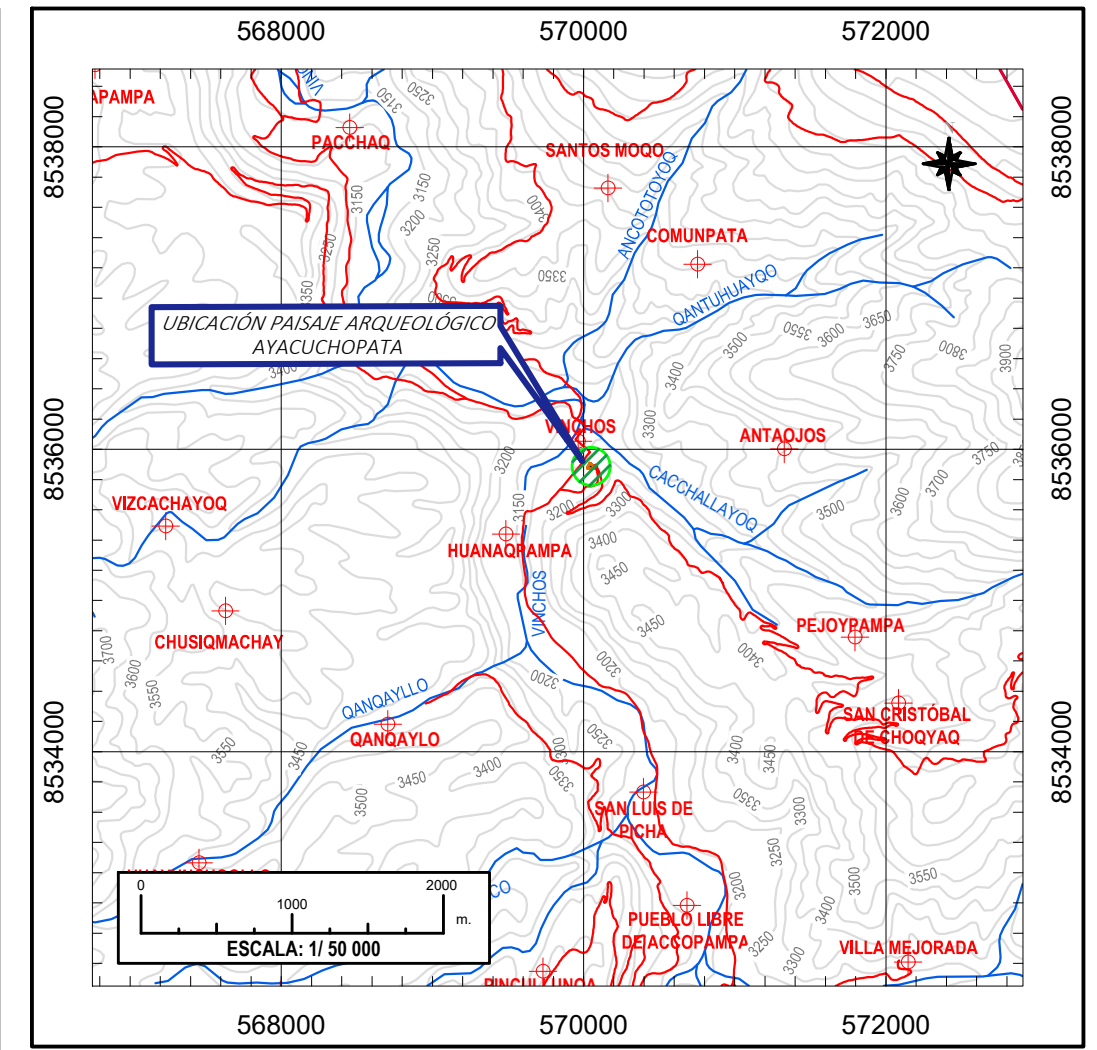 568000
570000
572000
8538000
8538000
8536000
8536000
8534000
8534000
568000
570000
572000
APAMPA
3150
3250
PACCHAQ
SANTOS MOQO
ANCOTOTOYOQ
3150
3150
3400
3200
3250
3250
COMUNPATA
3350
3350
QANTUHUAYQO
UBICACIÓN PAISAJE ARQUEOLÓGICO
AYACUCHOPATA
3400
3550
3650
3600
3500
3750
3800
3900
3400
3300
VINCHOS
ANTAOJOS
3200
3750
CACCHALLAYOQ
3700
3600
3500
VIZCACHAYOQ
3150
3200
3300
HUANAQPAMPA
3400
3450
VINCHOS
3450
CHUSIQMACHAY
PEJOYPAMPA
3700
3600
3550
3400
3200
3200
QANQAYLLO
SAN CRISTÓBAL
DE CHOQYAQ
QANQAYLO
3550
3450
3250
3300
3350
3400
3450
3450
3400
3500
3350
3300
SAN LUIS DE
PICHA
3250
3200
3550
3500
3400
PUEBLO LIBRE
DE ACCOPAMPA
3250
3300
VILLA MEJORADA
CO
0
2000
1000
m.
ESCALA: 1/ 50 000